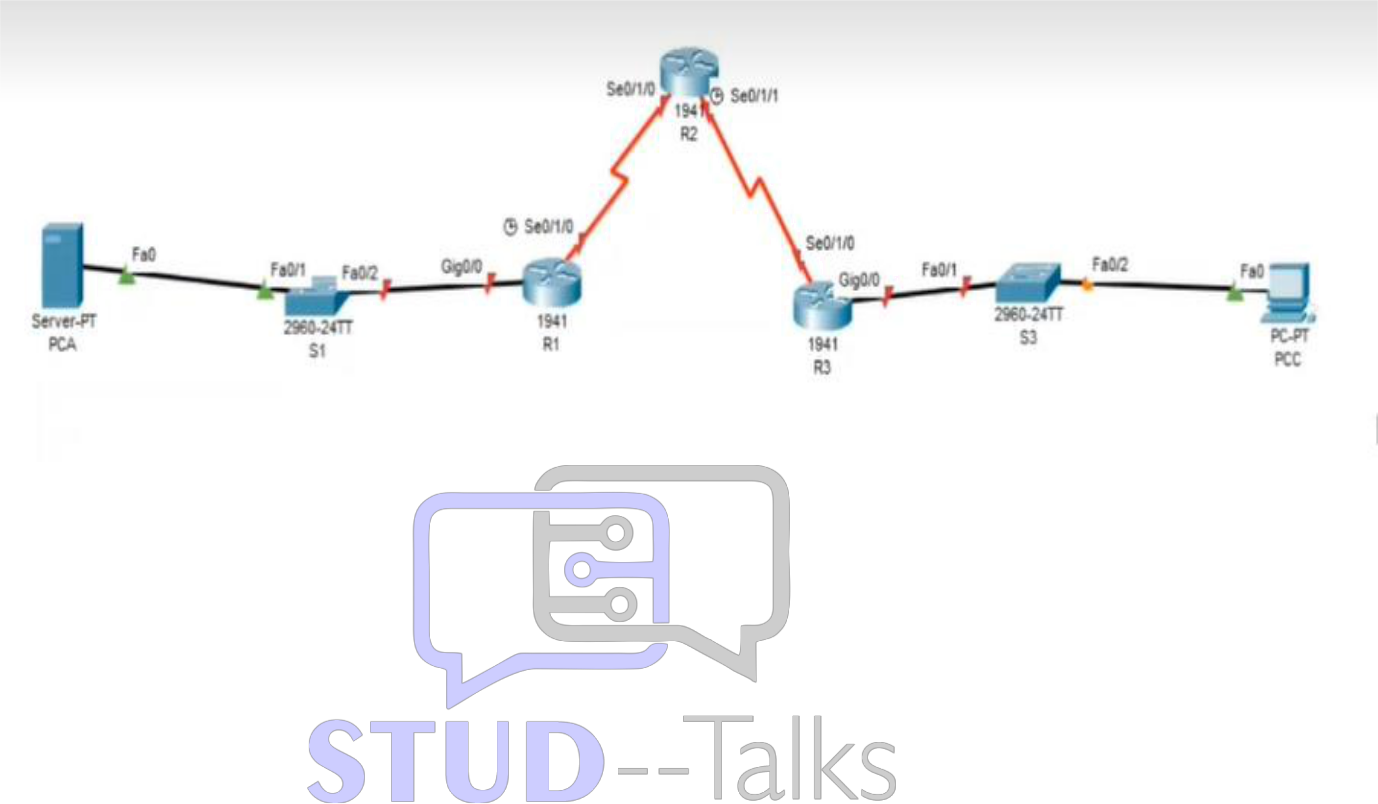 Se0/1/0
Se0/1/1
1941
R2
Se0/1/0
Se0/1/0
Fa0
Fa0/1
Fa0/2
Gig0/0
Gig0/0
Fa0/1
Fa0/2
Fa0
Server-PT
PCA
2960-24TT
S1
1941
R1
1941
R3
2960-24TT
S3
PC-PT
PCC
STUD--Talks